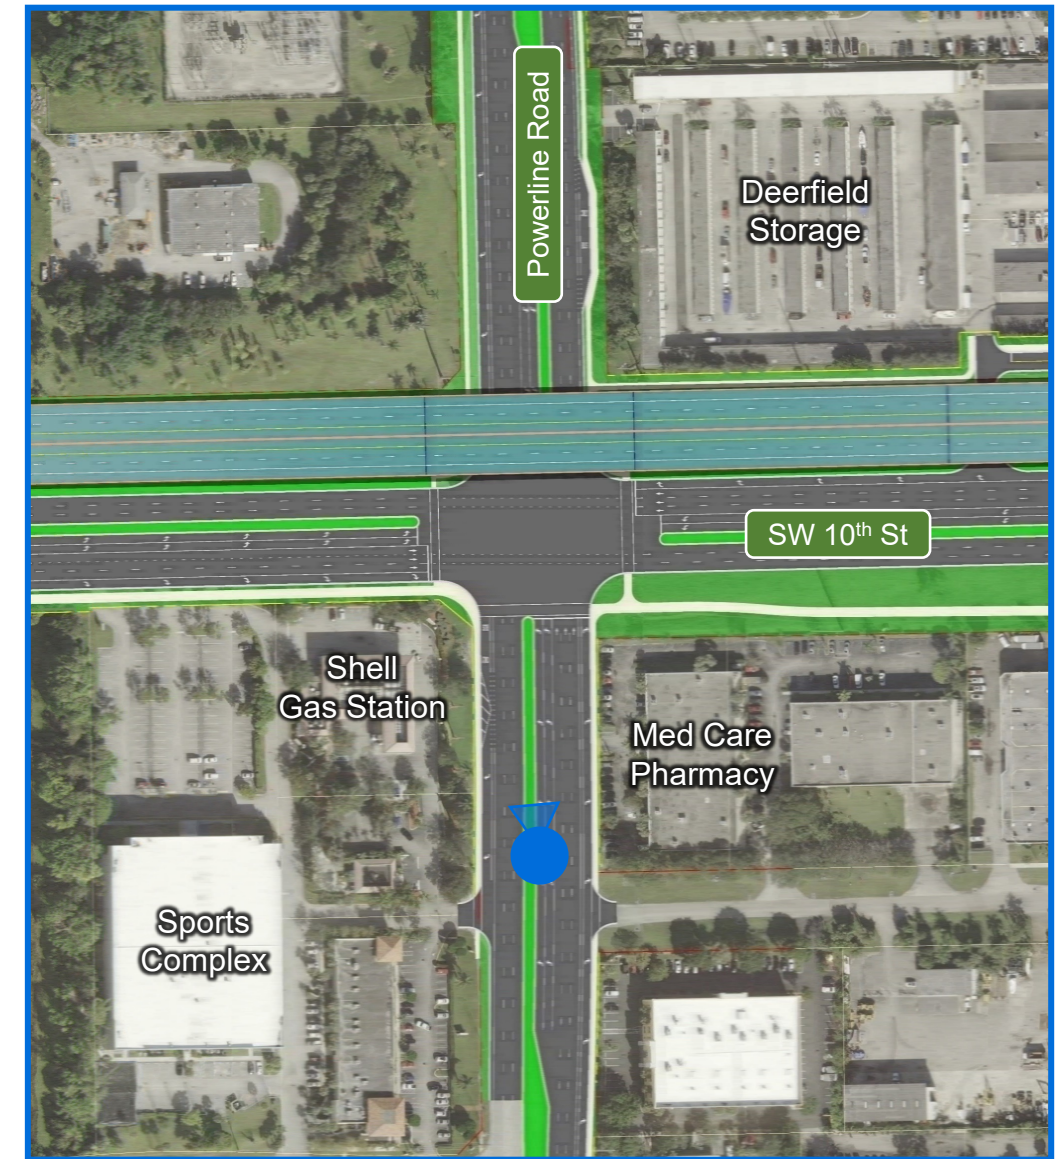 Powerline Road
Deerfield
Storage
SW 10th St
Shell
Gas Station
Med Care
Pharmacy
Sports
Complex